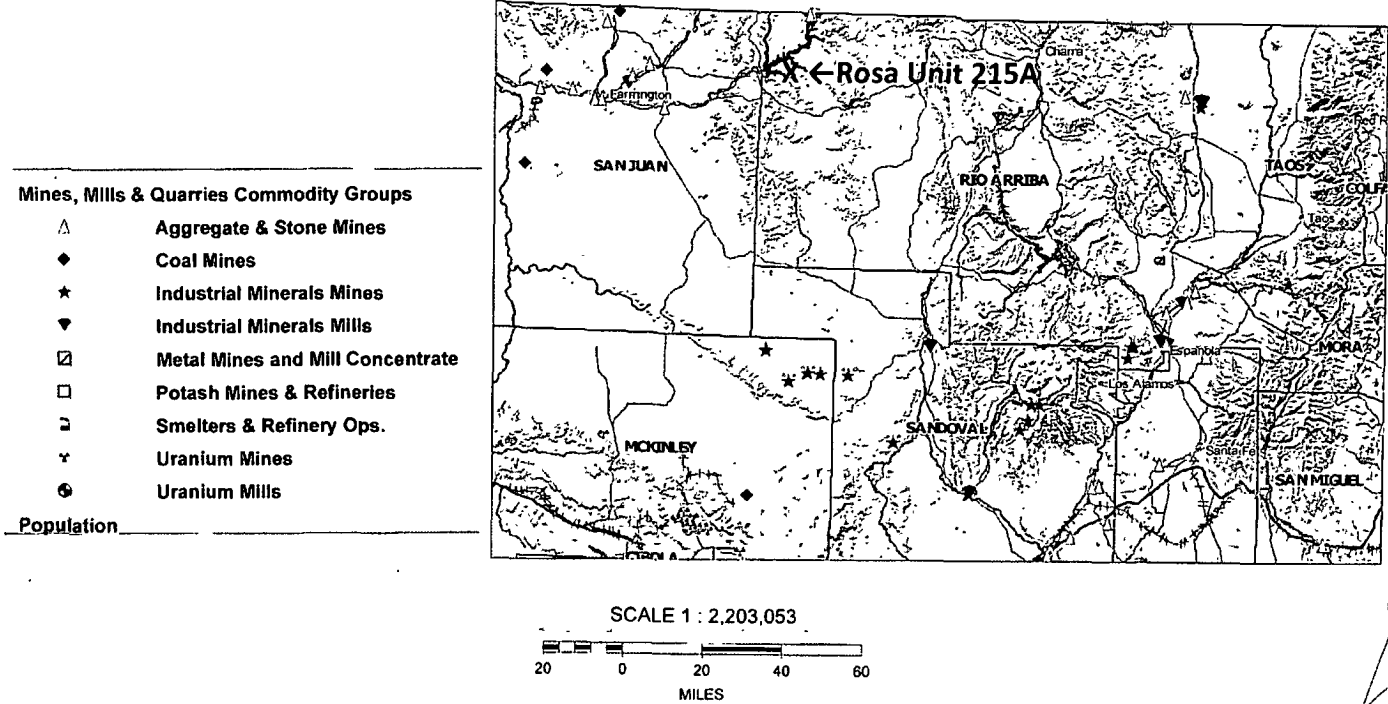 Mines, Mills & Quarries Commodity Groups
Aggregate & Stone Mines
Coal Mines
Industrial Minerals Mines
Industrial Minerals Mills
Metal Mines and Mill Concentrate
Potash Mines & Refineries
Smelters & Refinery Ops.
Uranium Mines
Uranium Mills
Population
Chama
X ←Rosa Unit 215A
Farmington
SAN JUAN
RIO ARRIBA
TAOS
Taos
MORA
Española
Los Alamos
SANDOVAL
MCKINLEY
Santa Fe
SAN MIGUEL
SCALE 1 : 2,203,053
20 0 20 40 60
MILES